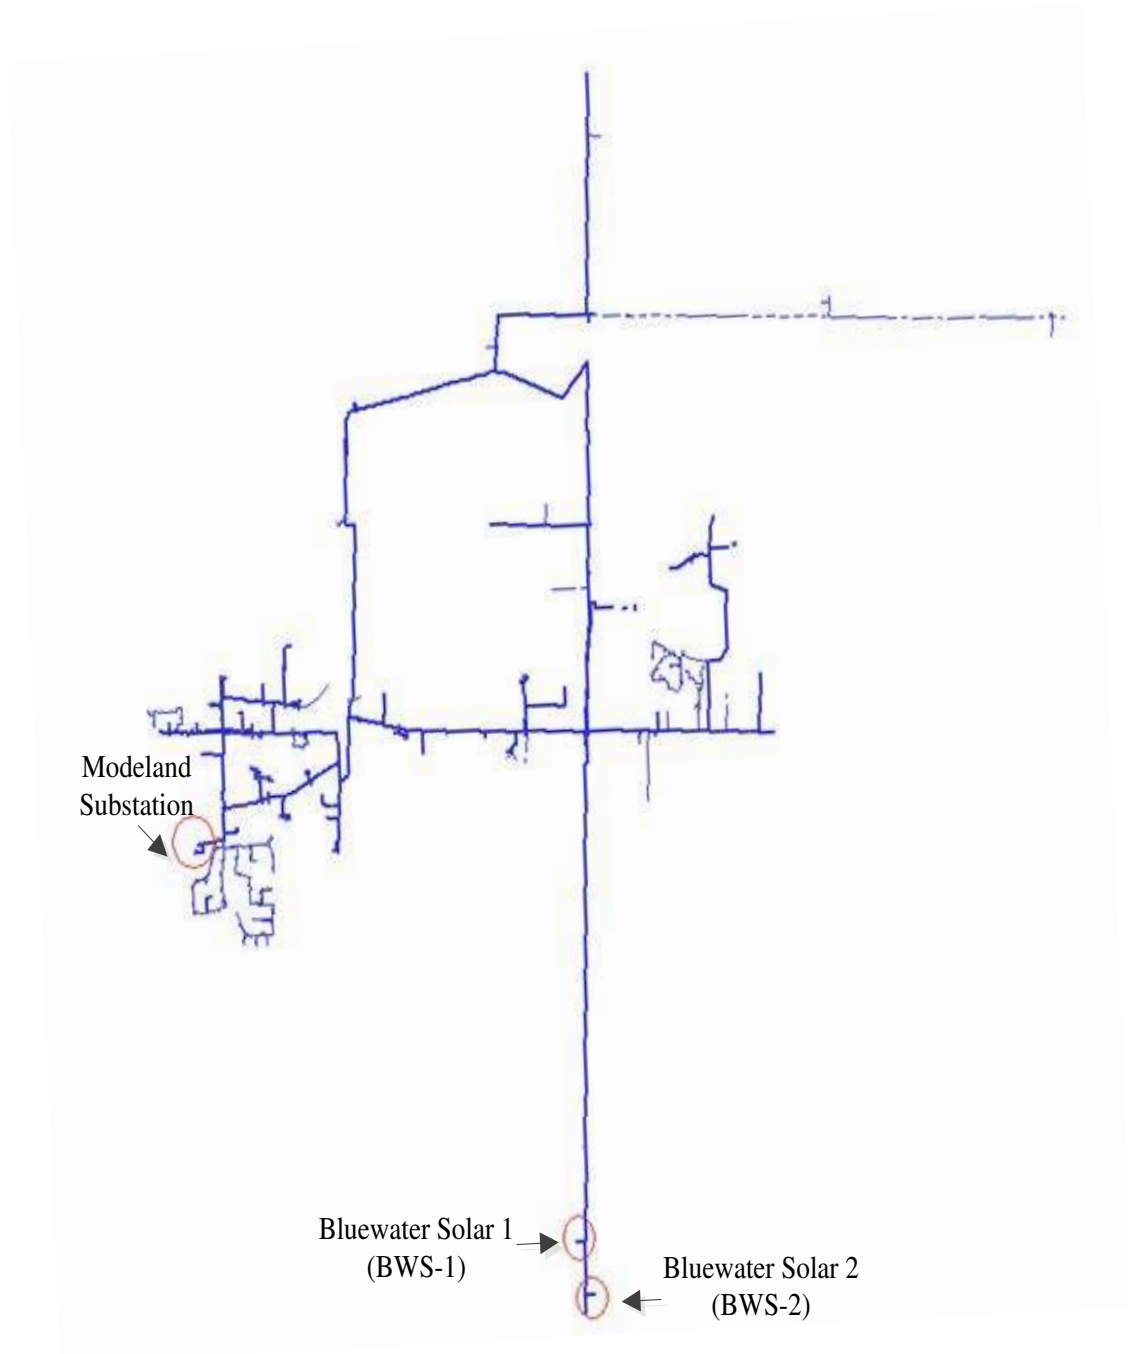 Modeland
Substation
Bluewater Solar 1
(BWS-1)
Bluewater Solar 2
(BWS-2)